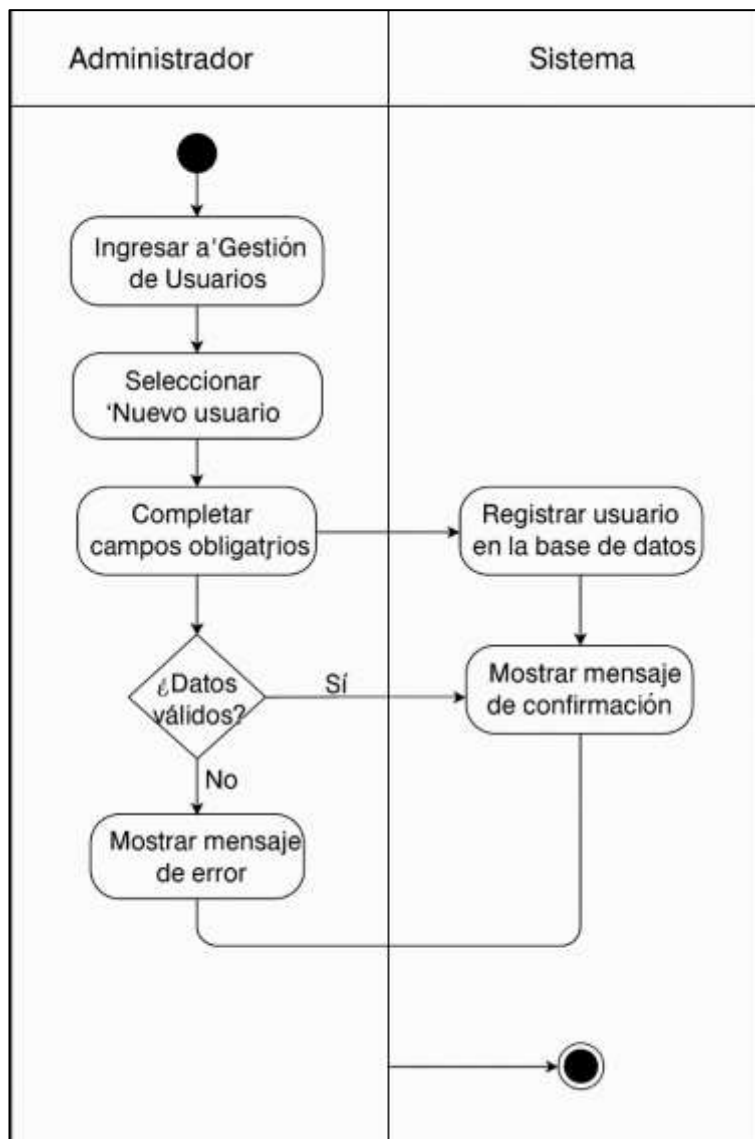 Administrador
Sistema
Ingresar a'Gestión
de Usuarios
Seleccionar
‘Nuevo usuario
Completar
campos obligatrios
Registrar usuario
en la base de datos
¿Datos
válidos?
Sí
Mostrar mensaje
de confirmación
No
Mostrar mensaje
de error